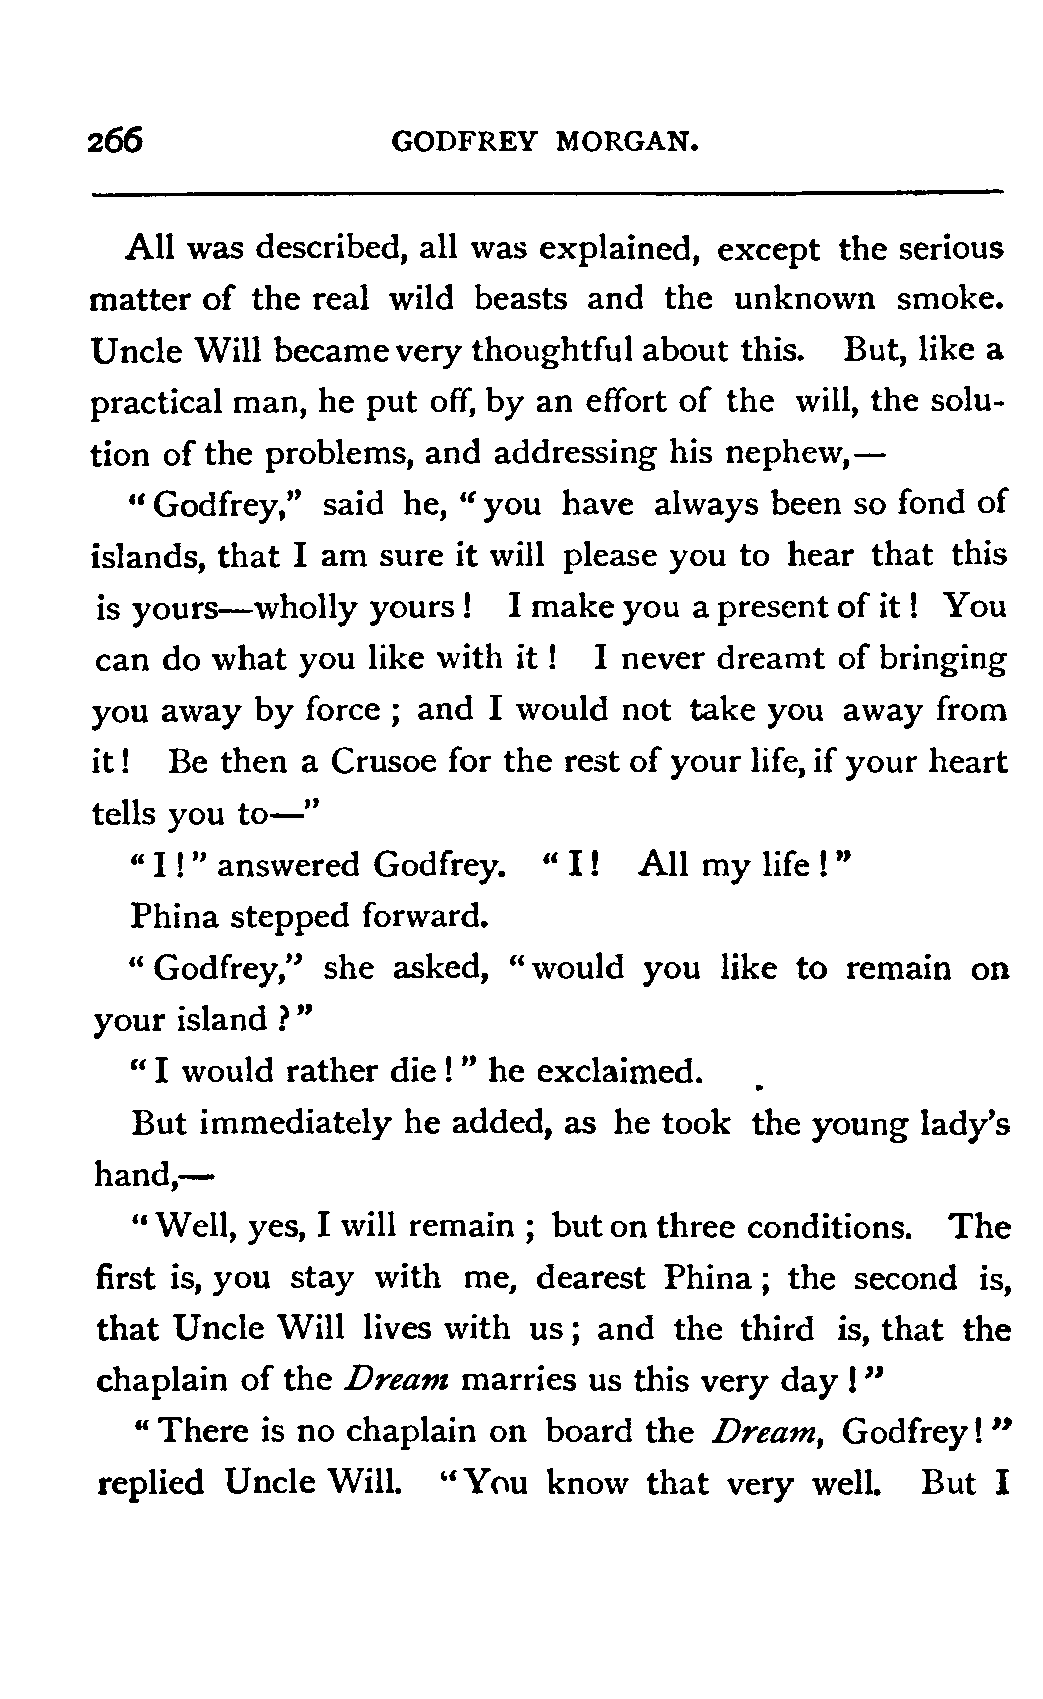 266 GODFREY MORGAN.
All was described, all was explained, except the serious
matter of the real wild beasts and the unknown smoke.
Uncle Will became very thoughtful about this. But, like a
practical man, he put off, by an effort of the will, the solu-
tion of the problems, and addressing his nephew,—
"Godfrey," said he, "you have always been so fond of
islands, that I am sure it will please you to hear that this
is yours—wholly yours! I make you a present of it! You
can do what you like with it! I never dreamt of bringing
you away by force; and I would not take you away from
it! Be then a Crusoe for the rest of your life, if your heart
tells you to—"
"I!" answered Godfrey. "I! All my life!"
Phina stepped forward.
"Godfrey," she asked, "would you like to remain on
your island?"
"I would rather die!" he exclaimed.
But immediately he added, as he took the young lady's
hand,—
"Well, yes, I will remain; but on three conditions. The
first is, you stay with me, dearest Phina; the second is,
that Uncle Will lives with us; and the third is, that the
chaplain of the Dream marries us this very day!"
"There is no chaplain on board the Dream, Godfrey!"
replied Uncle Will. "You know that very well. But I